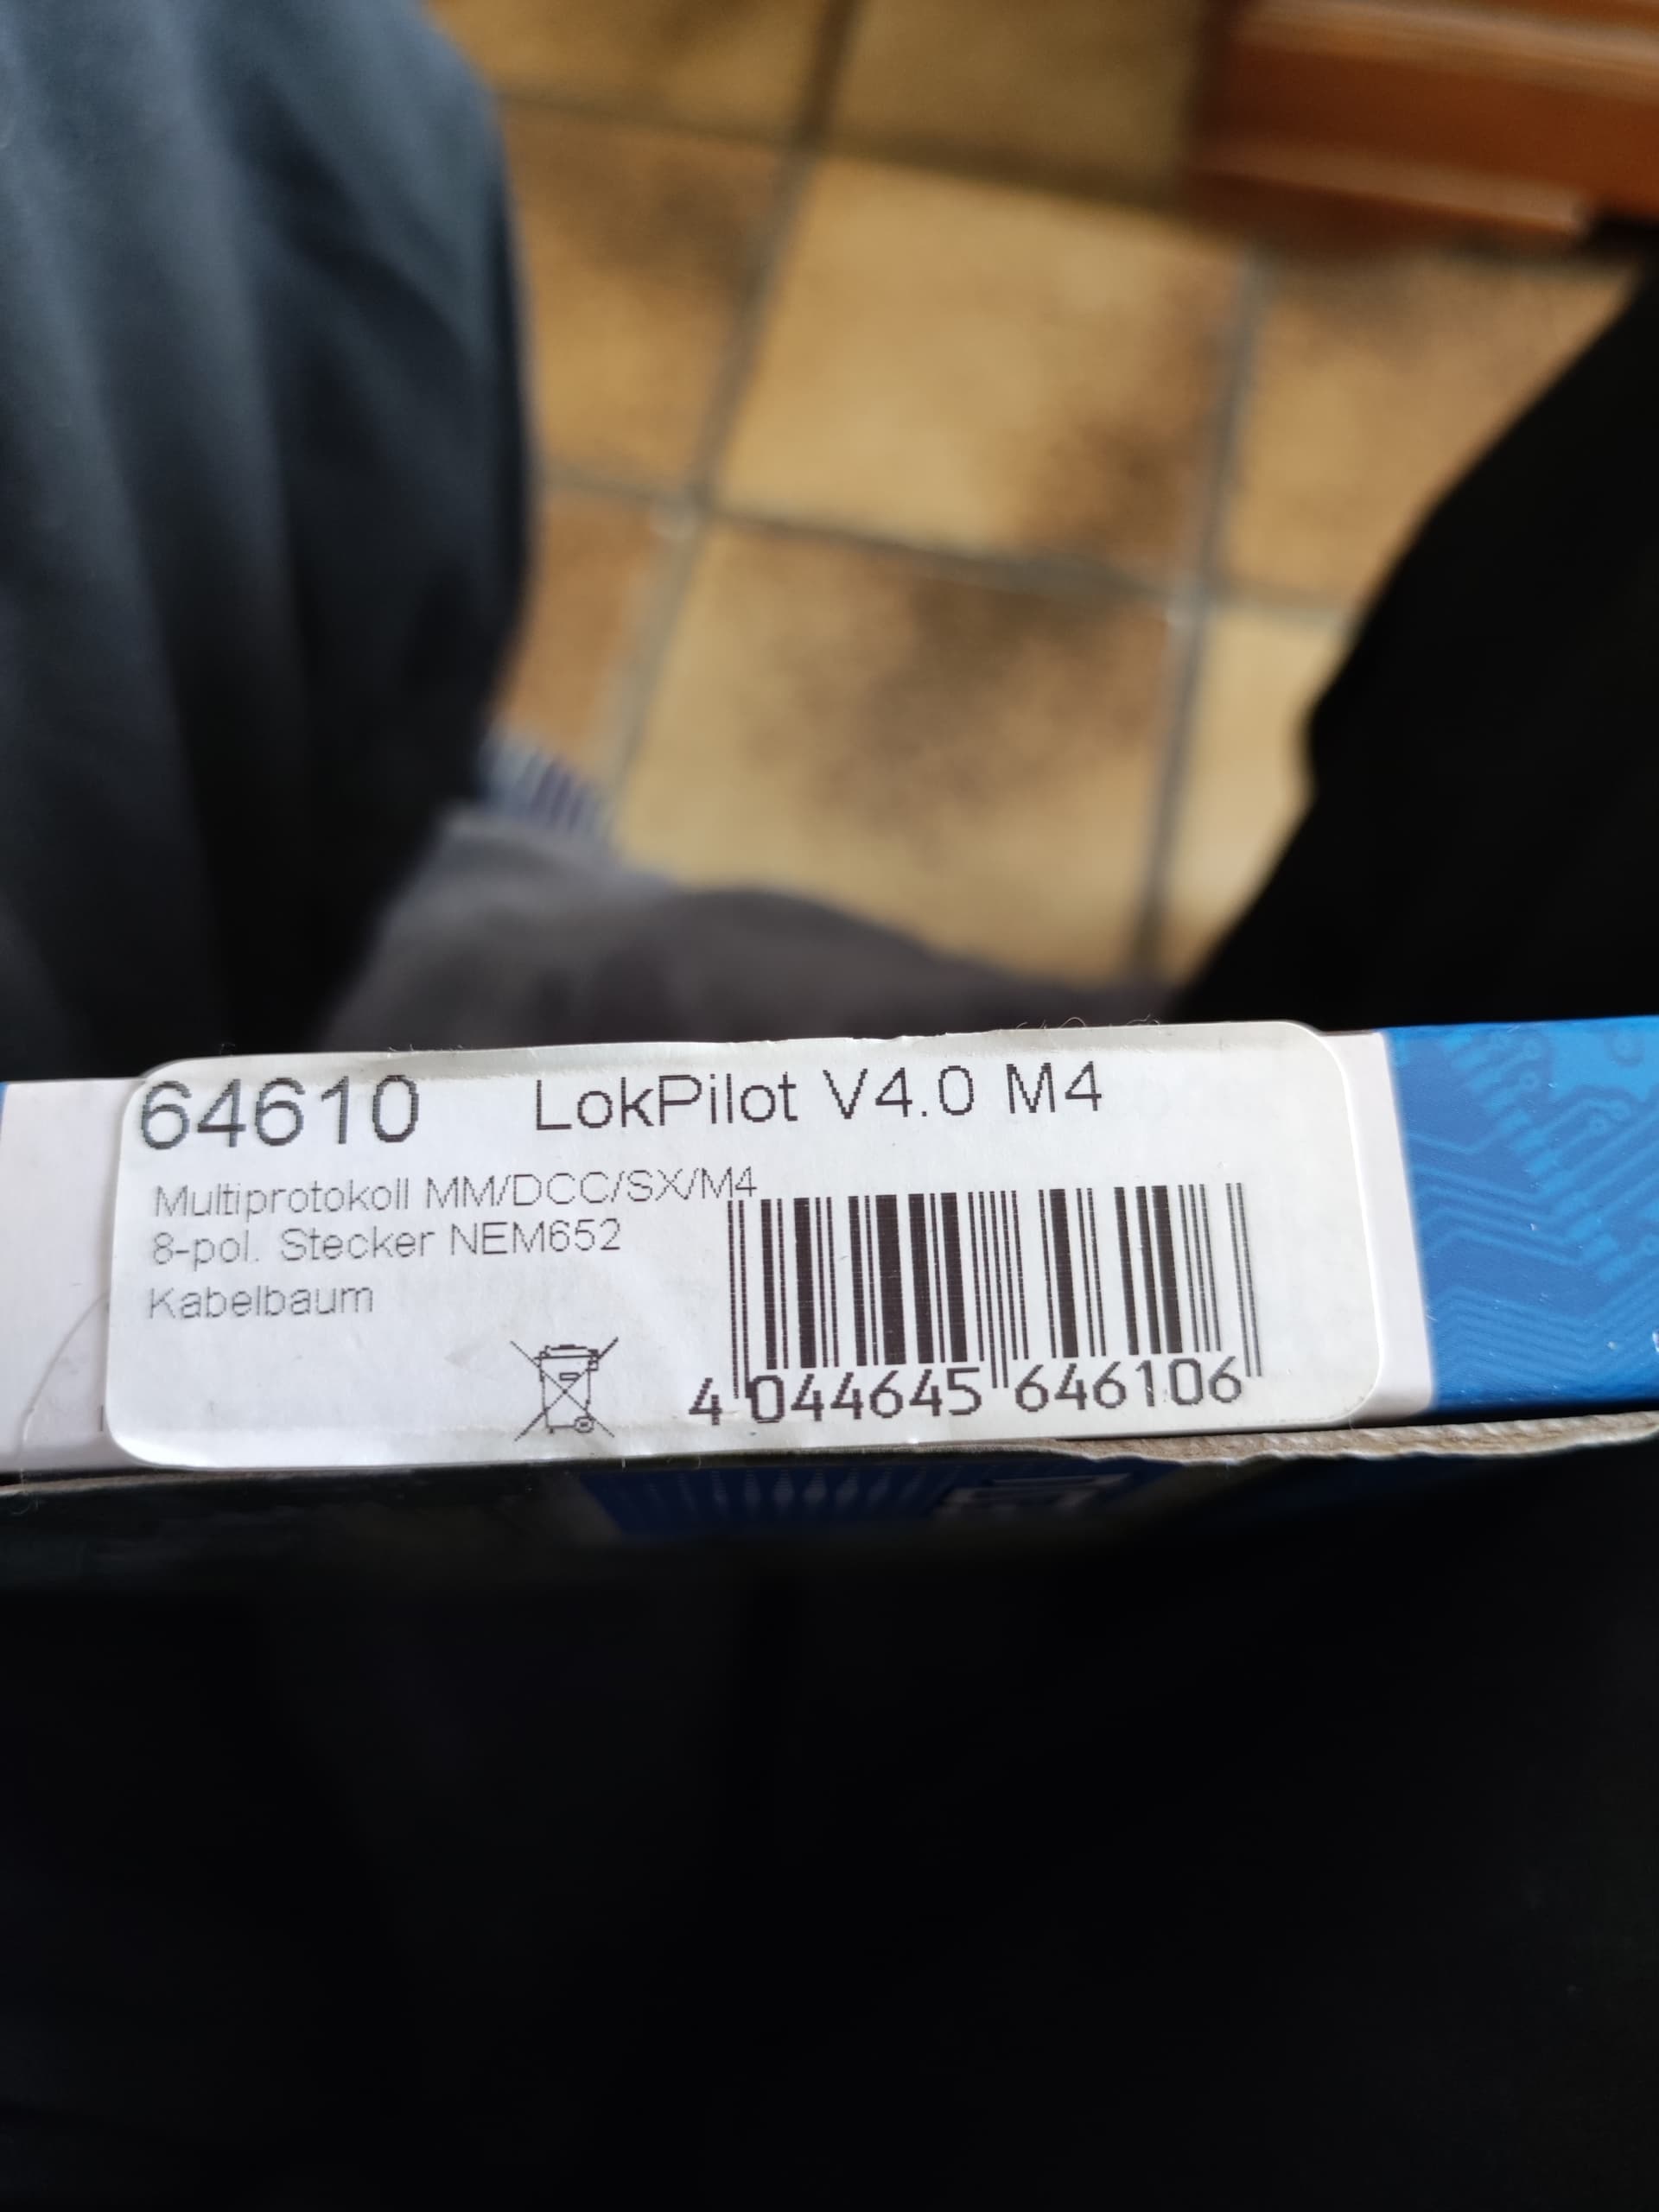 64610 LokPilot V4.0 M4
Multiprotokoll MM/DCC/SX/M4
8-pol. Stecker NEM652
Kabelbaum
4 044645 646106